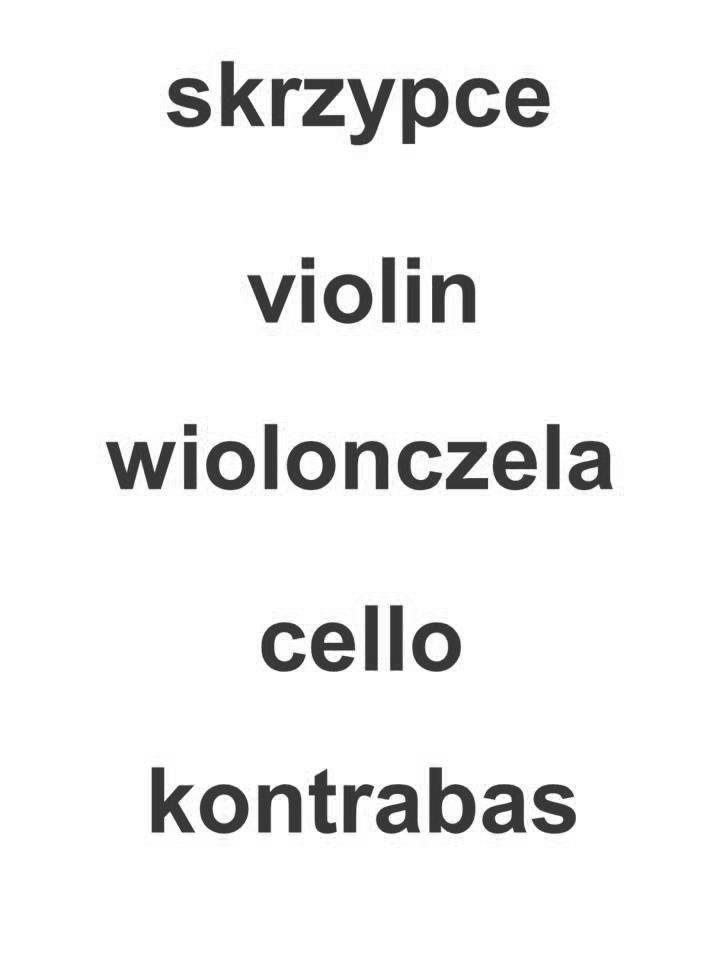 skrzypce
violin
wiolonczela
cello
kontrabas